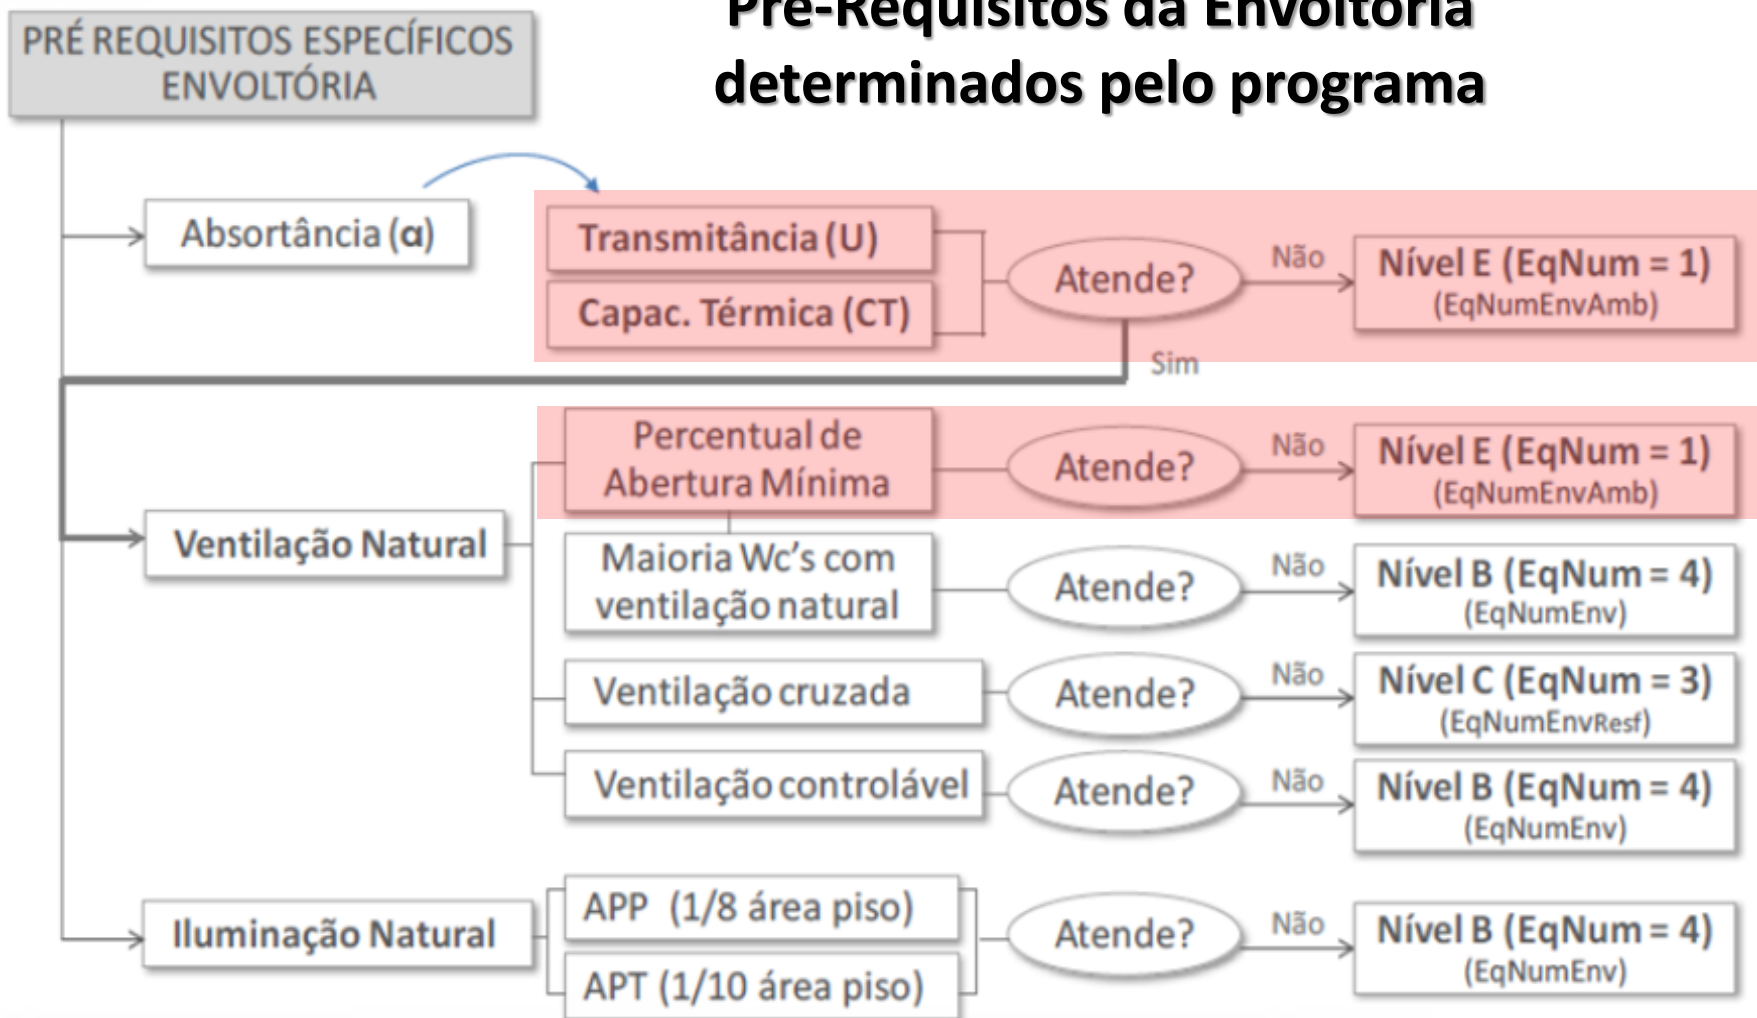 Pré-Requisitos da Envoltória
determinados pelo programa
PRÉ REQUISITOS ESPECÍFICOS
ENVOLTÓRIA
Absortância (α)
Transmitância (U)
Capac. Térmica (CT)
Atende?
Não
Nível E (EqNum = 1)
(EqNumEnvAmb)
Sim
Ventilação Natural
Percentual de
Abertura Mínima
Atende?
Não
Nível E (EqNum = 1)
(EqNumEnvAmb)
Maioria Wc's com
ventilação natural
Atende?
Não
Nível B (EqNum = 4)
(EqNumEnv)
Ventilação cruzada
Atende?
Não
Nível C (EqNum = 3)
(EqNumEnvResf)
Ventilação controlável
Atende?
Não
Nível B (EqNum = 4)
(EqNumEnv)
Iluminação Natural
APP (1/8 área piso)
APT (1/10 área piso)
Atende?
Não
Nível B (EqNum = 4)
(EqNumEnv)